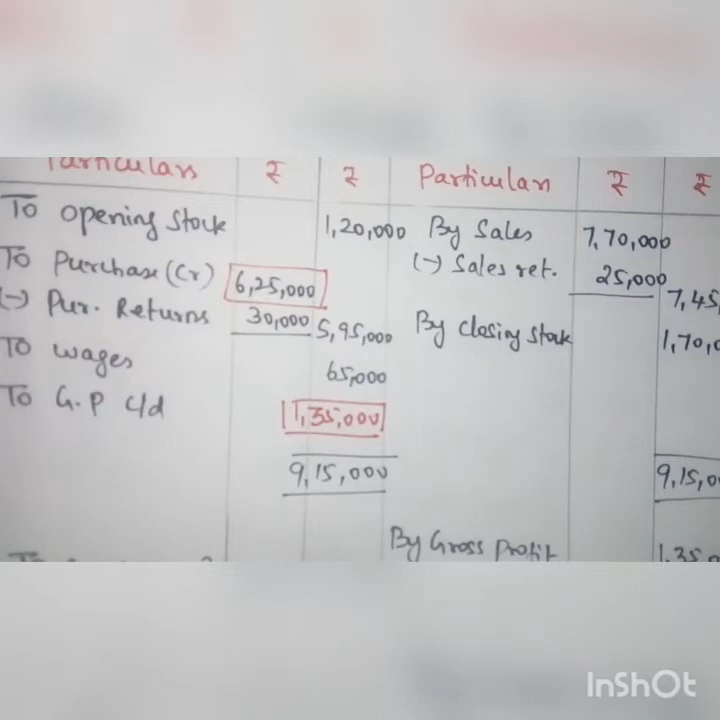 Particulars ₹ ₹ Particulars ₹ ₹
To Opening Stock 1,20,000 By Sales 7,70,000
(-) Sales ret. 25,000 7,45,
To Purchase (Cr) 6,25,000
(-) Pur. Returns 30,000 5,95,000 By Closing Stock 1,70,0
To wages 65,000
To G.P c/d 1,35,000
9,15,000 9,15,0
By Gross Profit 1,35,0
To
InShOt